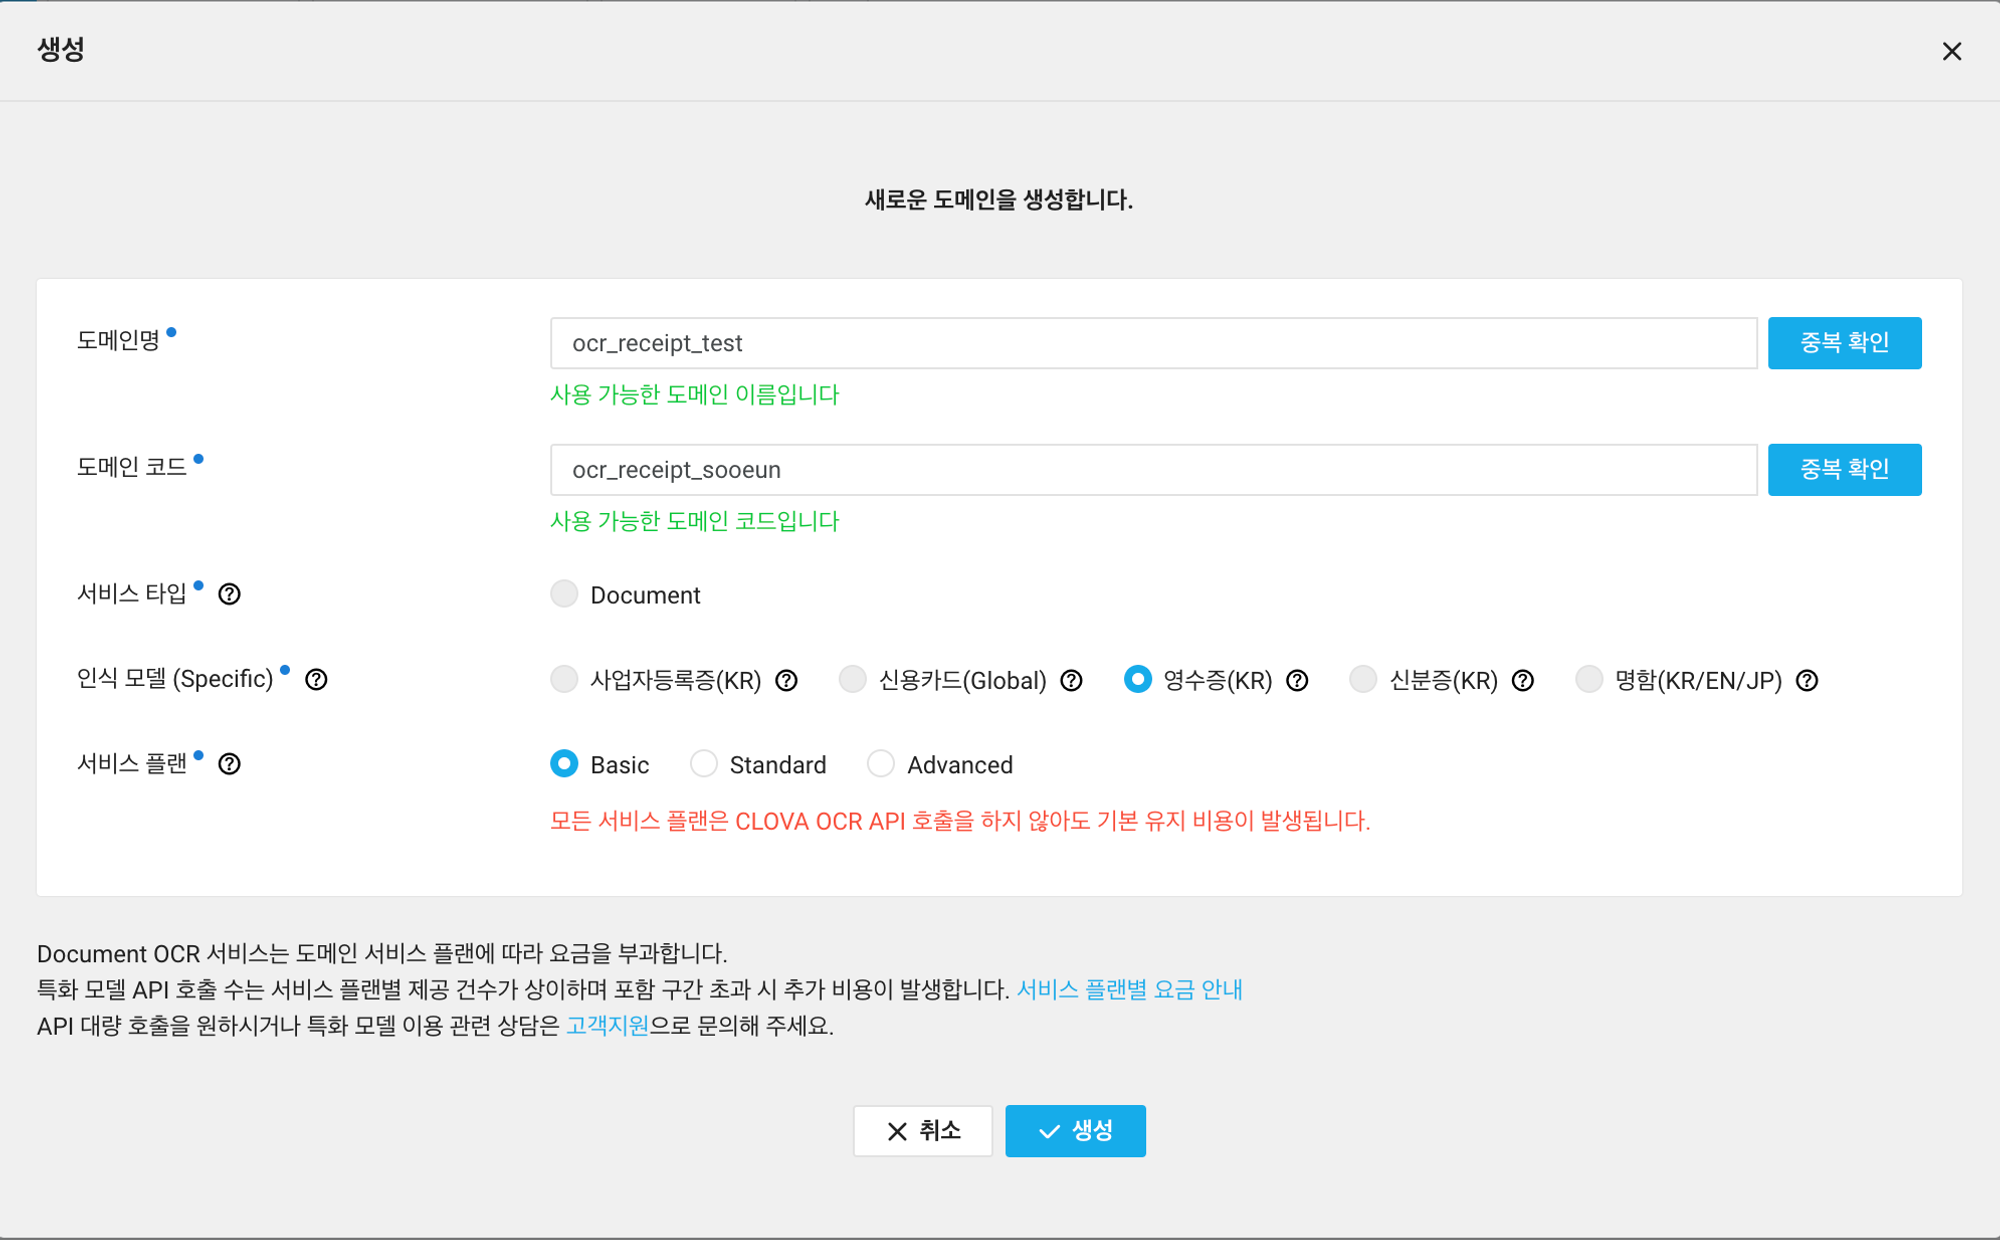 생성
새로운 도메인을 생성합니다.
도메인명 ocr_receipt_test 중복 확인
사용 가능한 도메인 이름입니다
도메인 코드 ocr_receipt_sooeun 중복 확인
사용 가능한 도메인 코드입니다
서비스 타입 Document
인식 모델 (Specific) 사업자등록증(KR) 신용카드(Global) 영수증(KR) 신분증(KR) 명함(KR/EN/JP)
서비스 플랜 Basic Standard Advanced
모든 서비스 플랜은 CLOVA OCR API 호출을 하지 않아도 기본 유지 비용이 발생됩니다.
Document OCR 서비스는 도메인 서비스 플랜에 따라 요금을 부과합니다.
특화 모델 API 호출 수는 서비스 플랜별 제공 건수가 상이하며 포함 구간 초과 시 추가 비용이 발생합니다. 서비스 플랜별 요금 안내
API 대량 호출을 원하시거나 특화 모델 이용 관련 상담은 고객지원으로 문의해 주세요.
취소 생성